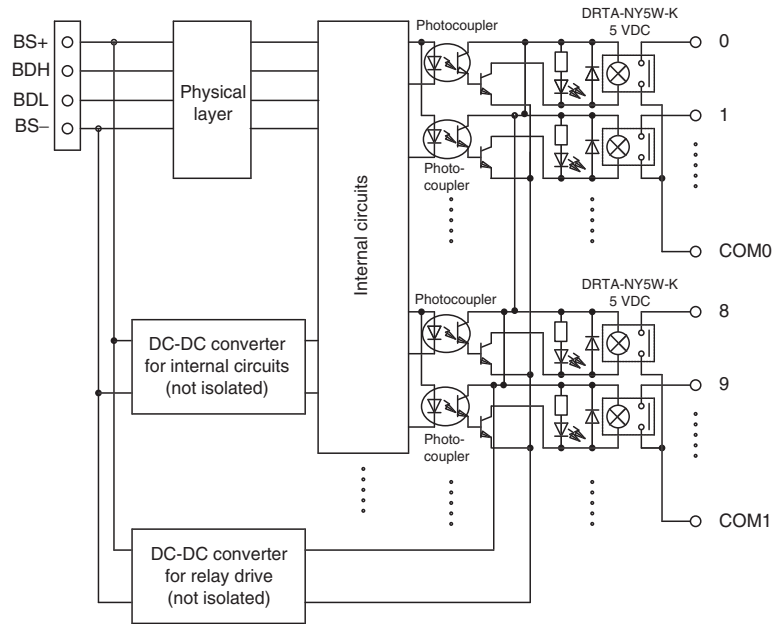 BS+
BDH
BDL
BS–
Physical
layer
Internal circuits
Photocoupler
DRTA-NY5W-K
5 VDC
0
1
Photo-
coupler
COM0
Photocoupler
DRTA-NY5W-K
5 VDC
8
9
Photo-
coupler
COM1
DC-DC converter
for internal circuits
(not isolated)
DC-DC converter
for relay drive
(not isolated)